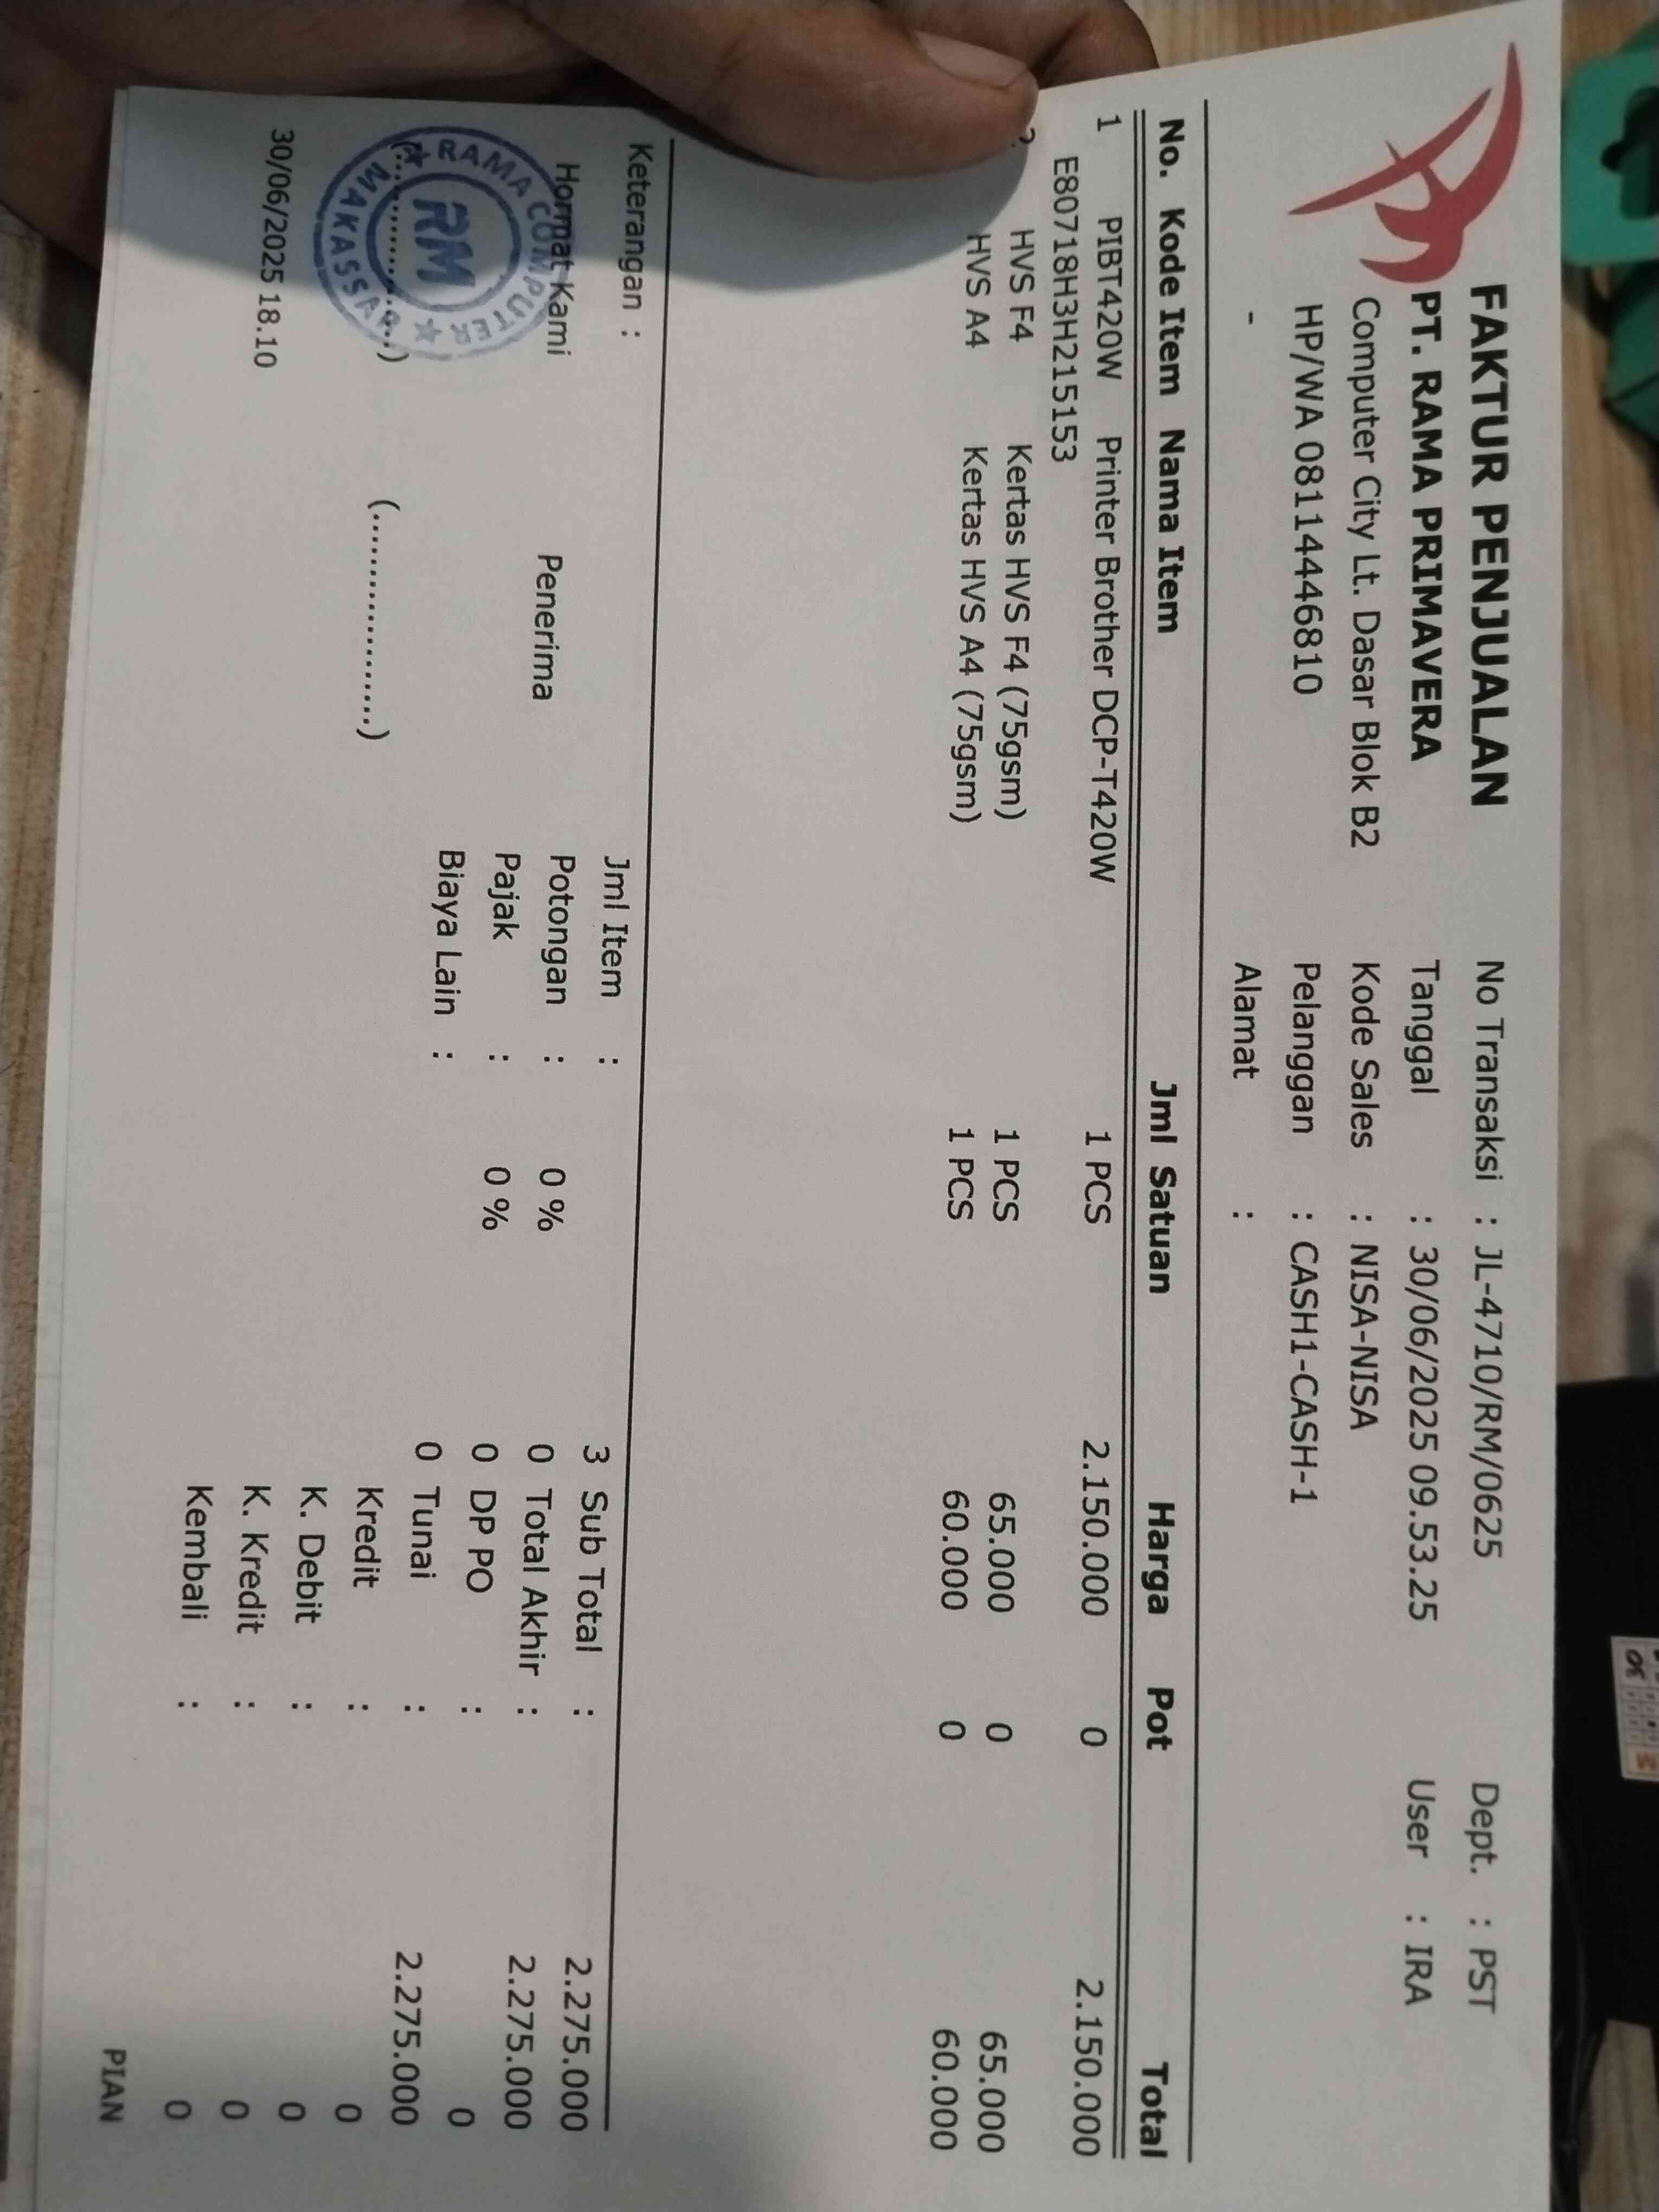 FAKTUR PENJUALAN
PT. RAMA PRIMAVERA
Computer City Lt. Dasar Blok B2
HP/WA 08114446810
-
No Transaksi : JL-4710/RM/0625
Tanggal : 30/06/2025 09.53.25
Kode Sales : NISA-NISA
Pelanggan : CASH1-CASH-1
Alamat :
Dept. : PST
User : IRA
No. Kode Item Nama Item Jml Satuan Harga Pot Total
1 PIBT420W Printer Brother DCP-T420W 1 PCS 2.150.000 0 2.150.000
E80718H3H215153
HVS F4 Kertas HVS F4 (75gsm) 1 PCS 65.000 0 65.000
HVS A4 Kertas HVS A4 (75gsm) 1 PCS 60.000 0 60.000
Keterangan :
Hormat Kami
Penerima
RAMA COMPUTER
RM
MAKASSAR
(................)
(................)
30/06/2025 18.10
Jml Item : 3
Potongan : 0 % 0
Pajak : 0 % 0
Biaya Lain : 0
Sub Total : 2.275.000
Total Akhir : 2.275.000
DP PO : 0
Tunai : 2.275.000
Kredit : 0
K. Debit : 0
K. Kredit : 0
Kembali : 0
PIAN